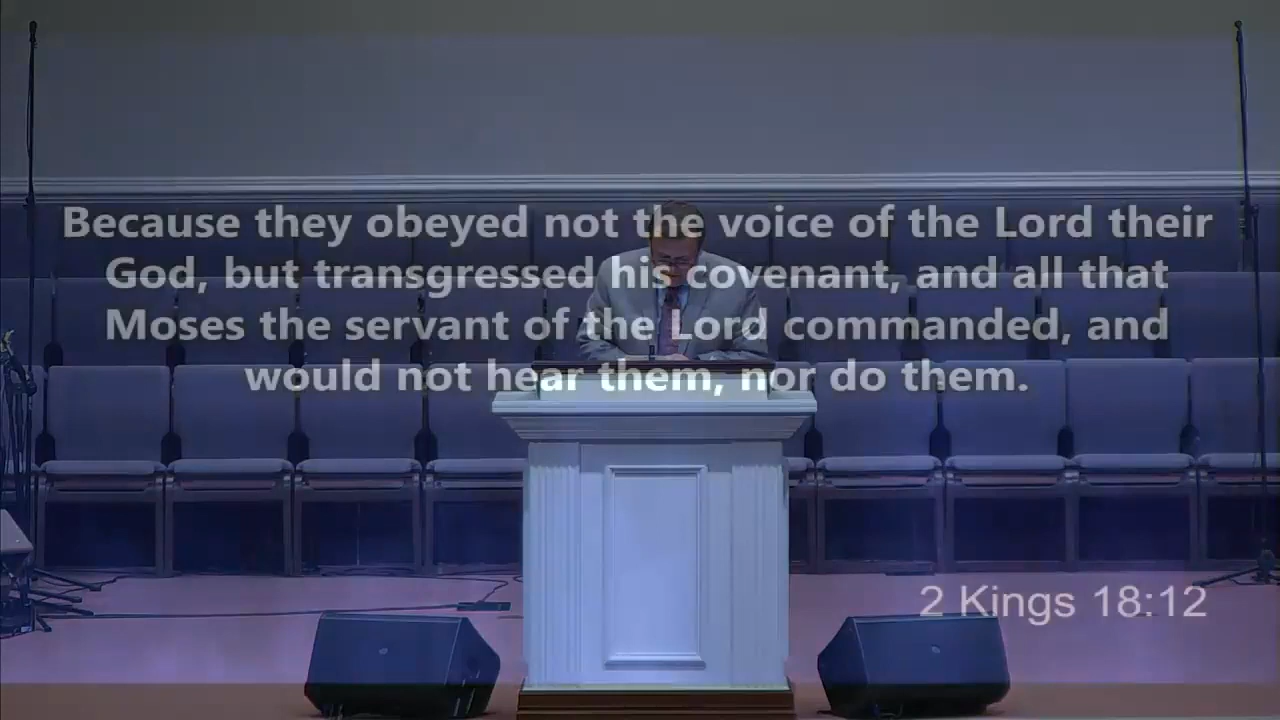 Because they obeyed not the voice of the Lord their
God, but transgressed his covenant, and all that
Moses the servant of the Lord commanded, and
would not hear them, nor do them.
2 Kings 18:12